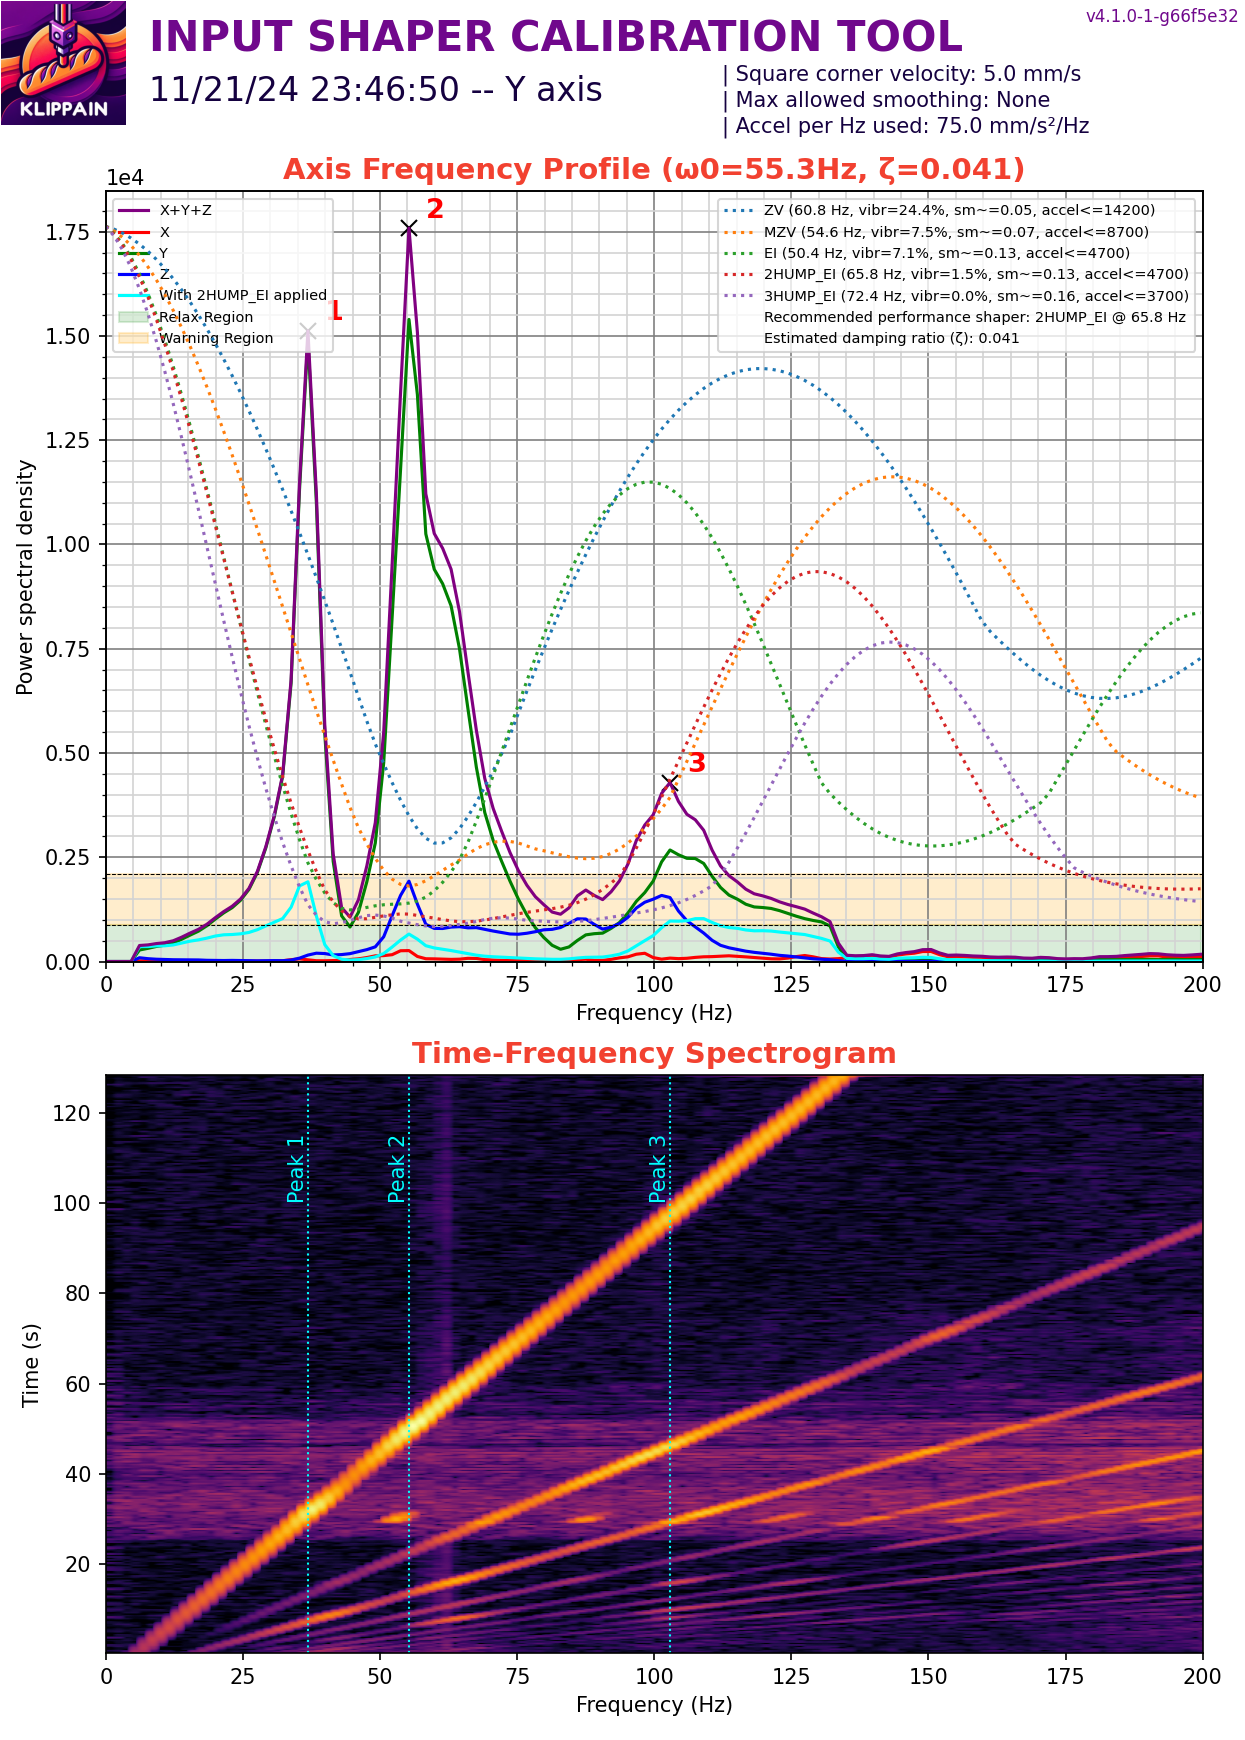 v4.1.0-1-g66f5e32
INPUT SHAPER CALIBRATION TOOL
KLIPPAIN
11/21/24 23:46:50 -- Y axis
| Square corner velocity: 5.0 mm/s
| Max allowed smoothing: None
| Accel per Hz used: 75.0 mm/s²/Hz
Axis Frequency Profile (ω0=55.3Hz, ζ=0.041)
1e4
X+Y+Z
X
Y
Z
With 2HUMP_EI applied
Relax Region
Warning Region
ZV (60.8 Hz, vibr=24.4%, sm~=0.05, accel<=14200)
MZV (54.6 Hz, vibr=7.5%, sm~=0.07, accel<=8700)
EI (50.4 Hz, vibr=7.1%, sm~=0.13, accel<=4700)
2HUMP_EI (65.8 Hz, vibr=1.5%, sm~=0.13, accel<=4700)
3HUMP_EI (72.4 Hz, vibr=0.0%, sm~=0.16, accel<=3700)
Recommended performance shaper: 2HUMP_EI @ 65.8 Hz
Estimated damping ratio (ζ): 0.041
1
2
3
Power spectral density
1.75
1.50
1.25
1.00
0.75
0.50
0.25
0.00
0 25 50 75 100 125 150 175 200
Frequency (Hz)
Time-Frequency Spectrogram
Peak 1
Peak 2
Peak 3
Time (s)
120
100
80
60
40
20
0 25 50 75 100 125 150 175 200
Frequency (Hz)